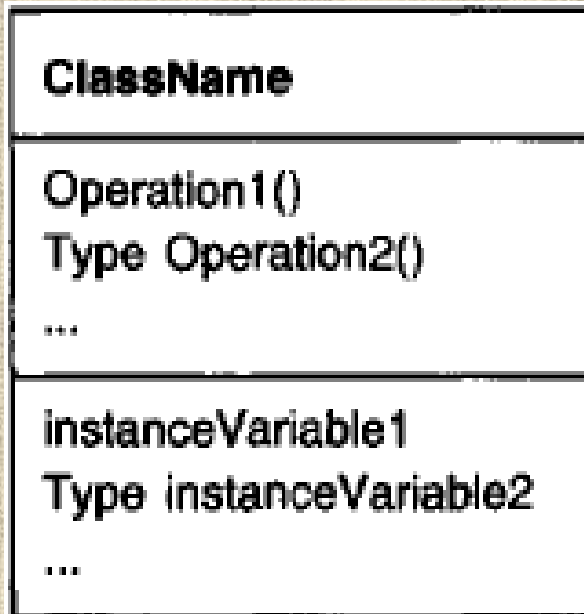 ClassName
Operation1()
Type Operation2()
...
instanceVariable1
Type instanceVariable2
...